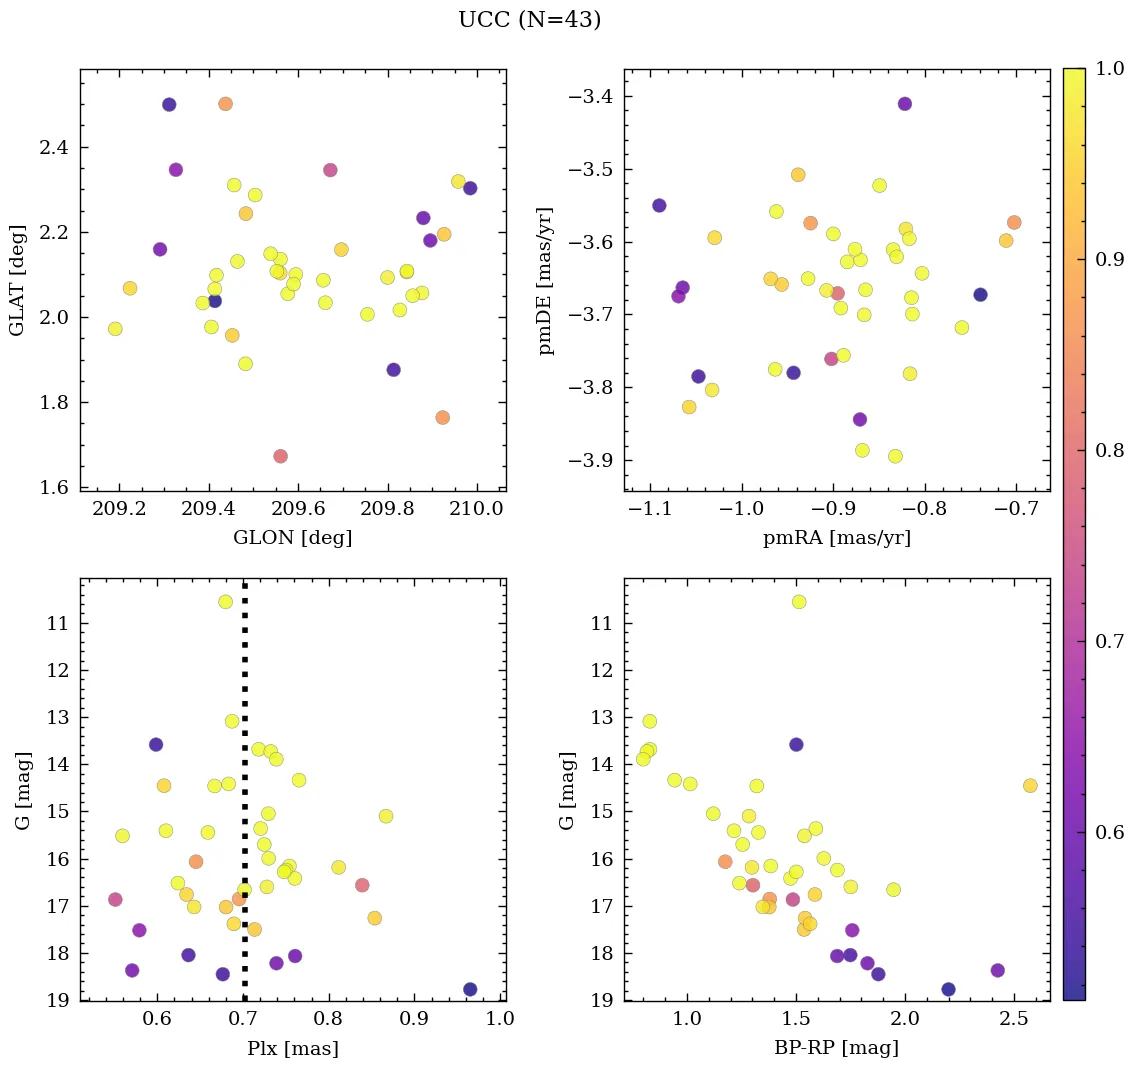 UCC (N=43)
2.4
2.2
2.0
1.8
1.6
GLAT [deg]
209.2 209.4 209.6 209.8 210.0
GLON [deg]
−3.4
−3.5
−3.6
−3.7
−3.8
−3.9
pmDE [mas/yr]
−1.1 −1.0 −0.9 −0.8 −0.7
pmRA [mas/yr]
11
12
13
14
15
16
17
18
19
G [mag]
0.6 0.7 0.8 0.9 1.0
Plx [mas]
11
12
13
14
15
16
17
18
19
G [mag]
1.0 1.5 2.0 2.5
BP-RP [mag]
1.0
0.9
0.8
0.7
0.6